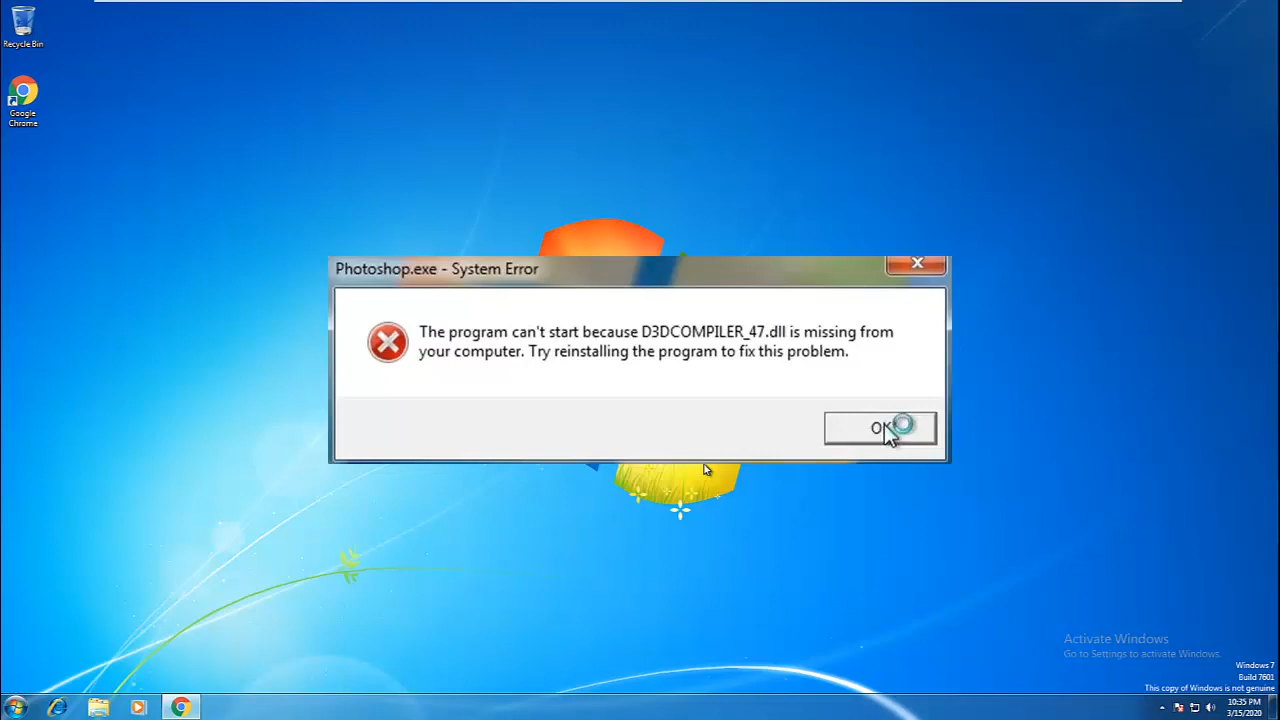 Recycle Bin
Google
Chrome
Photoshop.exe - System Error
The program can't start because D3DCOMPILER_47.dll is missing from
your computer. Try reinstalling the program to fix this problem.
OK
Activate Windows
Go to Settings to activate Windows.
Windows 7
Build 7601
This copy of Windows is not genuine
10:35 PM
3/15/2020